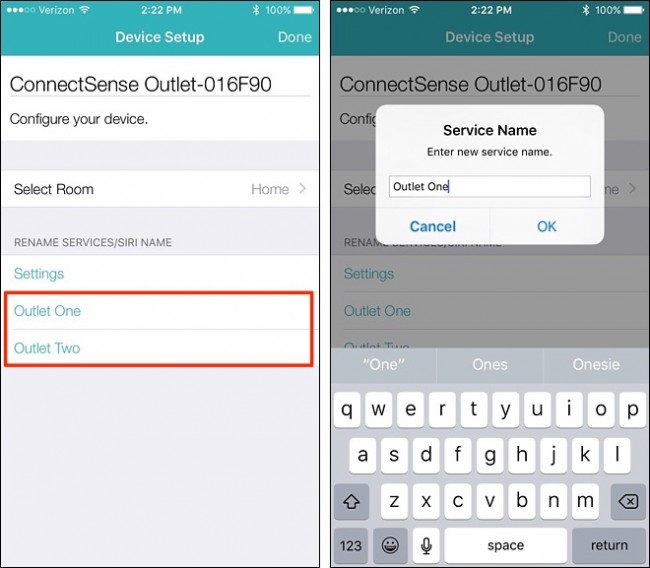 ●●●○○ Verizon 2:22 PM 100%
Device Setup Done
ConnectSense Outlet-016F90
Configure your device.
Select Room Home >
RENAME SERVICES/SIRI NAME
Settings
Outlet One
Outlet Two
●●●○○ Verizon 2:22 PM 100%
Device Setup Done
ConnectSense Outlet-016F90
Config
Service Name
Enter new service name.
Outlet One
Cancel OK
Selec me >
RENAME SERVICES/SIRI NAME
Settings
Outlet One
“One” Ones Onesie
q w e r t y u i o p
a s d f g h j k l
z x c v b n m
123 space return